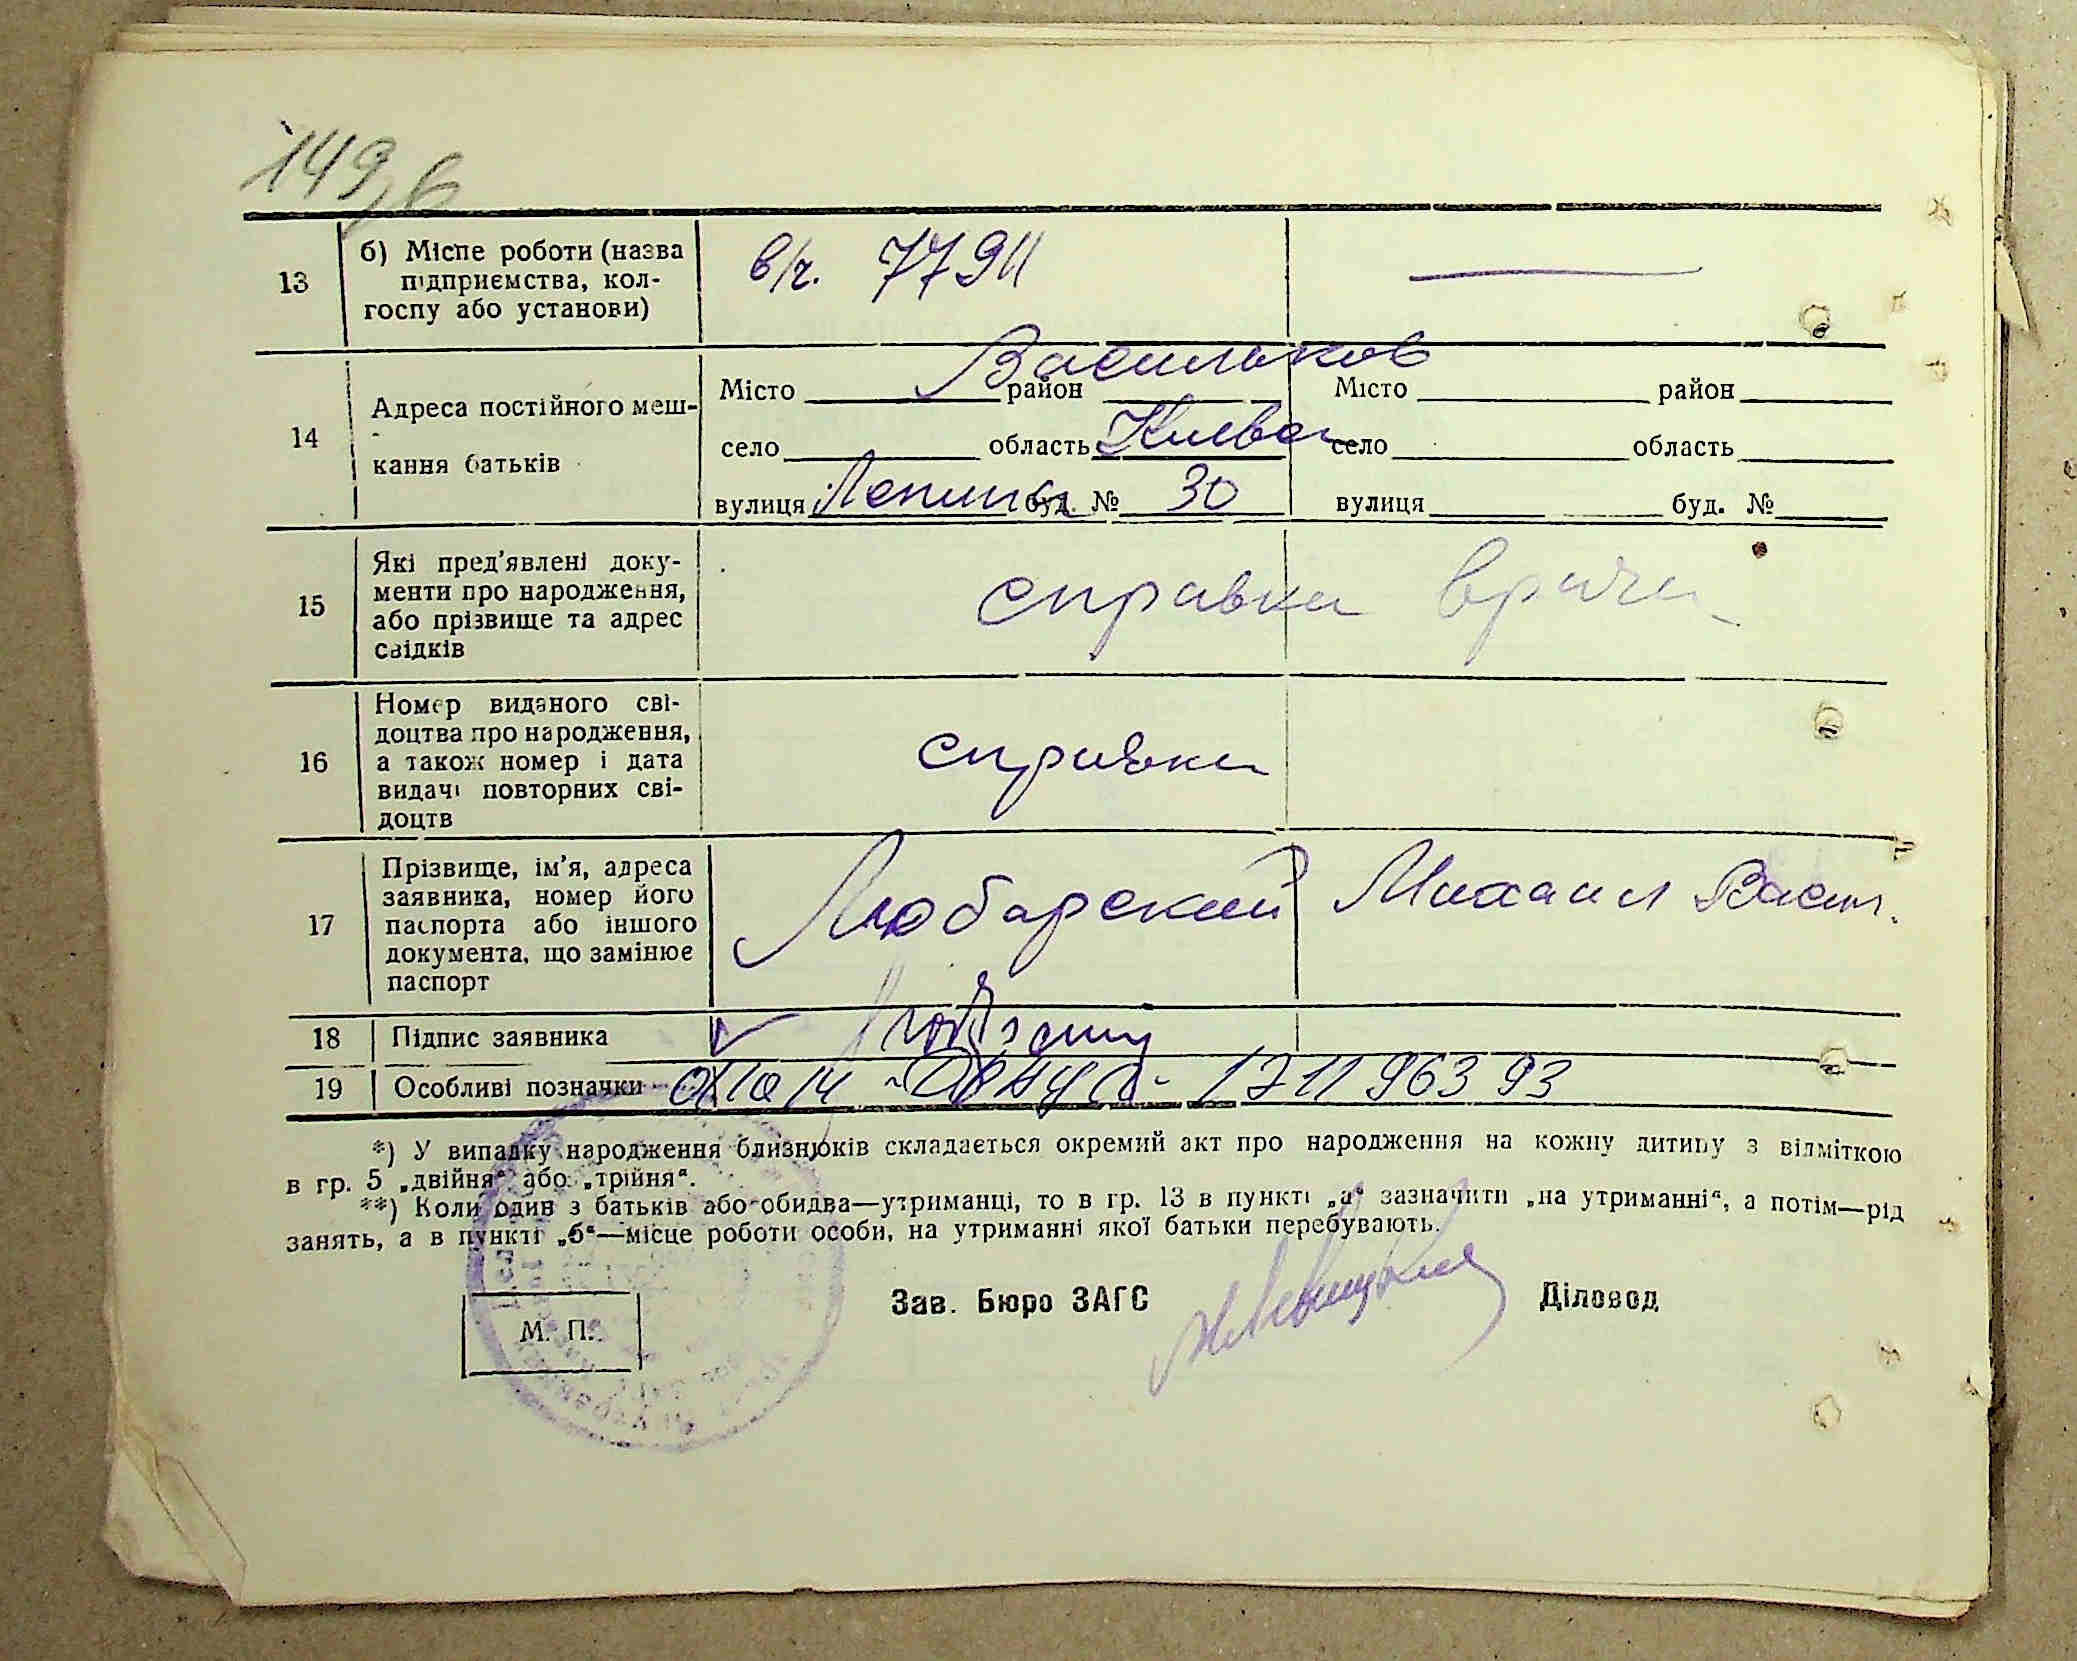 149
13
б) Місце роботи (назва
підприємства, кол-
госпу або установи)
в/ч. 77911
14
Адреса постійного меш-
кання батьків
Васильков
Місто район
село область Киевск
вулиця Ленина буд. № 30
Місто район
село область
вулиця буд. №
15
Які пред'явлені доку-
менти про народження,
або прізвище та адрес
свідків
справка врача
16
Номер виданого сві-
доцтва про народження,
а також номер і дата
видачі повторних сві-
доцтв
справка
17
Прізвище, ім'я, адреса
заявника, номер його
паспорта або іншого
документа, що замінює
паспорт
Любарский Михаил Васил.
18
Підпис заявника
19
Особливі позначки
*) У випадку народження близнюків складається окремий акт про народження на кожну дитину з відміткою
в гр. 5 „двійня“ або „трійня“.
**) Коли один з батьків або обидва—утриманці, то в гр. 13 в пункті „а“ зазначити „на утриманні“, а потім—рід
занять, а в пункті „б“—місце роботи особи, на утриманні якої батьки перебувають.
М. П.
Зав. Бюро ЗАГС
Діловод